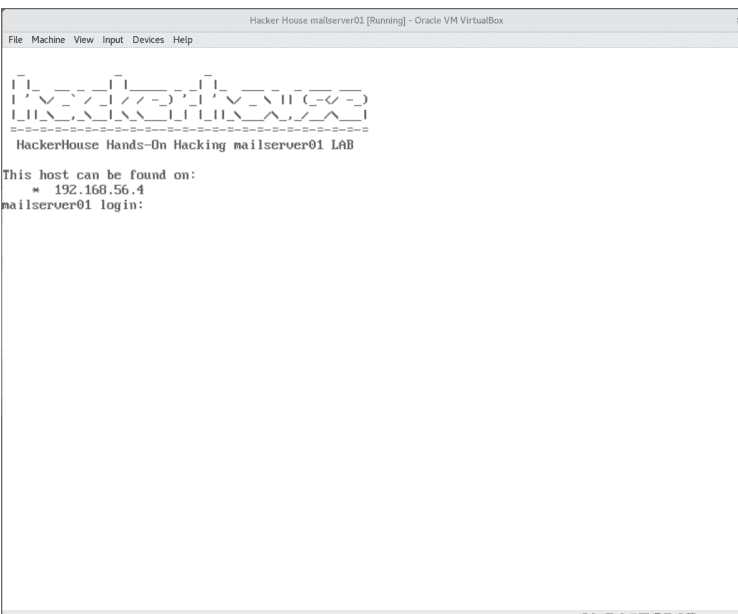 Hacker House mailserver01 [Running] - Oracle VM VirtualBox
File Machine View Input Devices Help
hackerhouse
=-=-=-=-=-=-=-=--=-=-=-=-=-=-=-=-=-=-=-=
HackerHouse Hands-On Hacking mailserver01 LAB
This host can be found on:
* 192.168.56.4
mailserver01 login: